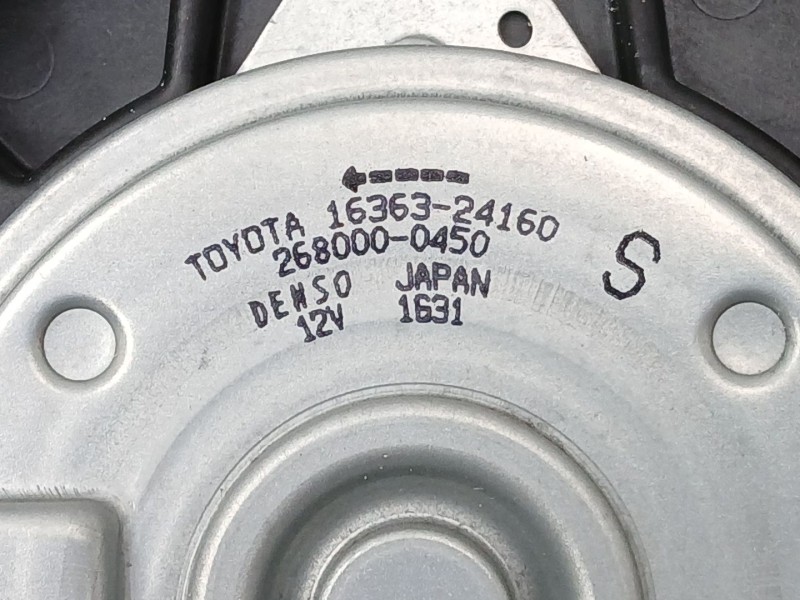 TOYOTA 16363-24160
268000-0450
DENSO JAPAN
12V 1631
S